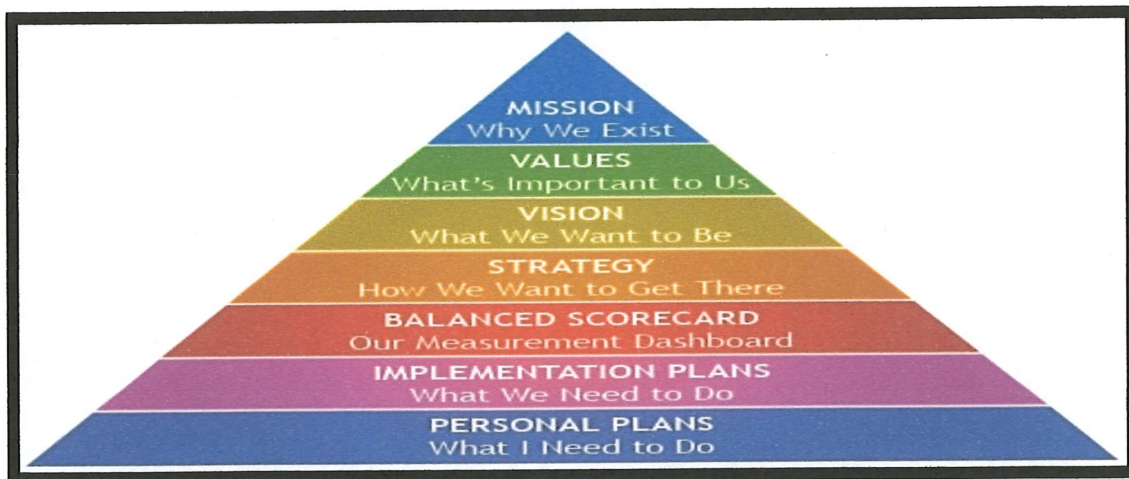 MISSION
Why We Exist
VALUES
What's Important to Us
VISION
What We Want to Be
STRATEGY
How We Want to Get There
BALANCED SCORECARD
Our Measurement Dashboard
IMPLEMENTATION PLANS
What We Need to Do
PERSONAL PLANS
What I Need to Do